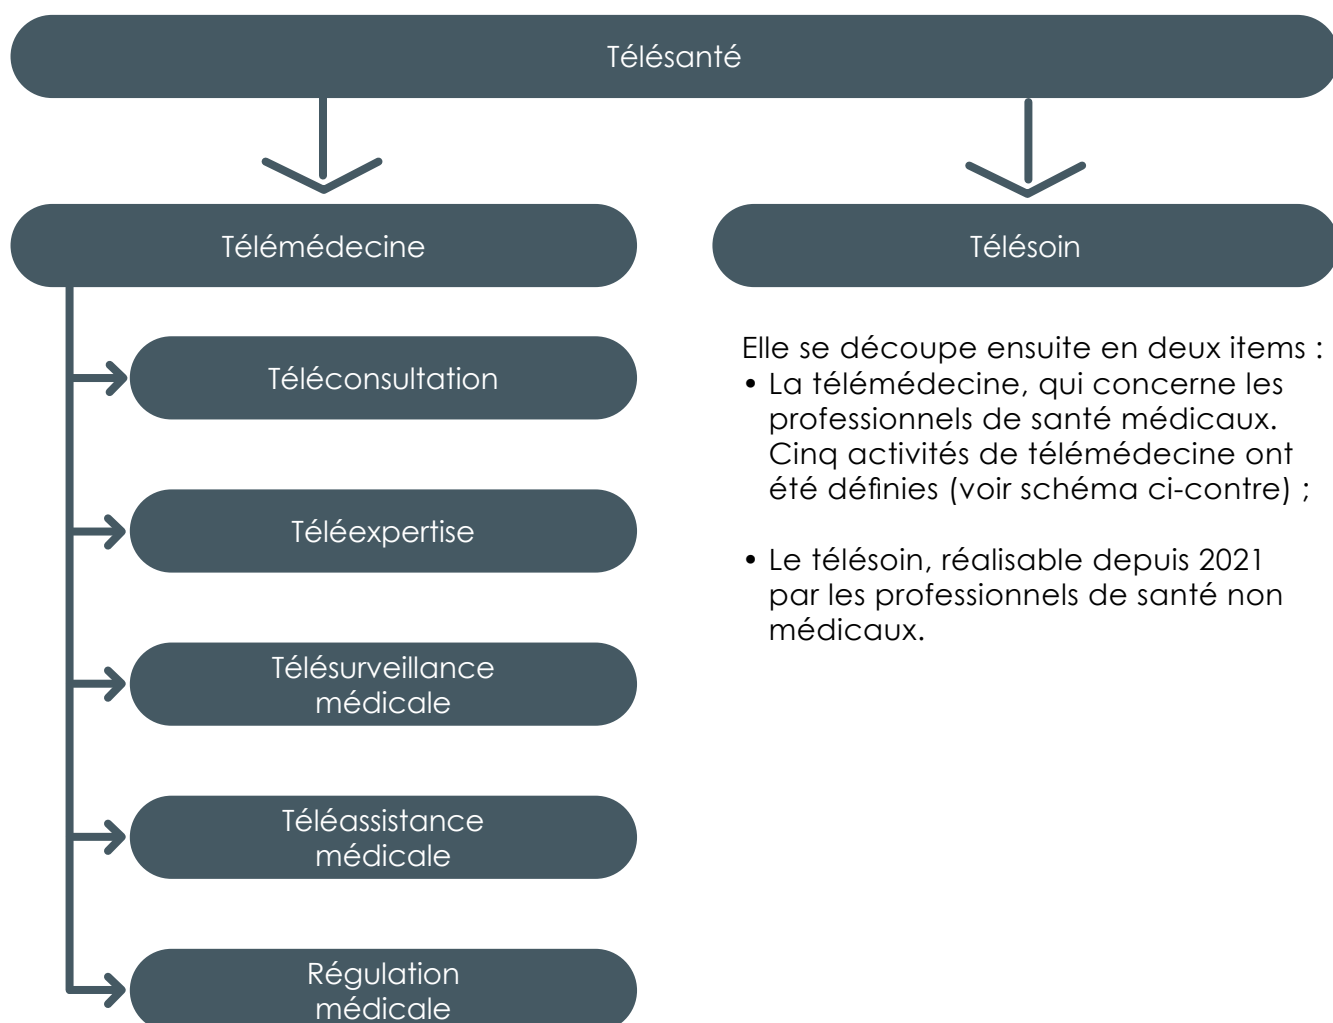 Télésanté
Télémédecine
Téléconsultation
Téléexpertise
Télésurveillance
médicale
Téléassistance
médicale
Régulation
médicale
Télésoin
Elle se découpe ensuite en deux items :
• La télémédecine, qui concerne les
professionnels de santé médicaux.
Cinq activités de télémédecine ont
été définies (voir schéma ci-contre) ;
• Le télésoin, réalisable depuis 2021
par les professionnels de santé non
médicaux.